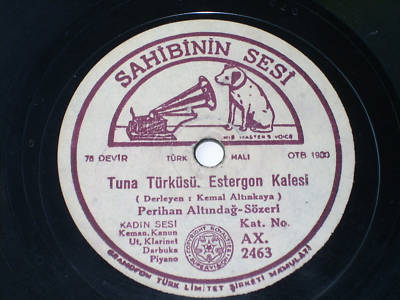 SAHİBİNİN SESİ
HIS MASTER'S VOICE
78 DEVİR TÜRK MALI OTB 1900
Tuna Türküsü. Estergon Kalesi
( Derleyen : Kemal Altınkaya )
Perihan Altındağ-Sözeri
KADIN SESİ Kat. No.
Keman, Kanun
Ut, Klarinet AX.
Darbuka 2463
Piyano
GRAMOFON TÜRK LİMİTET ŞİRKETİ MAMULÂTI